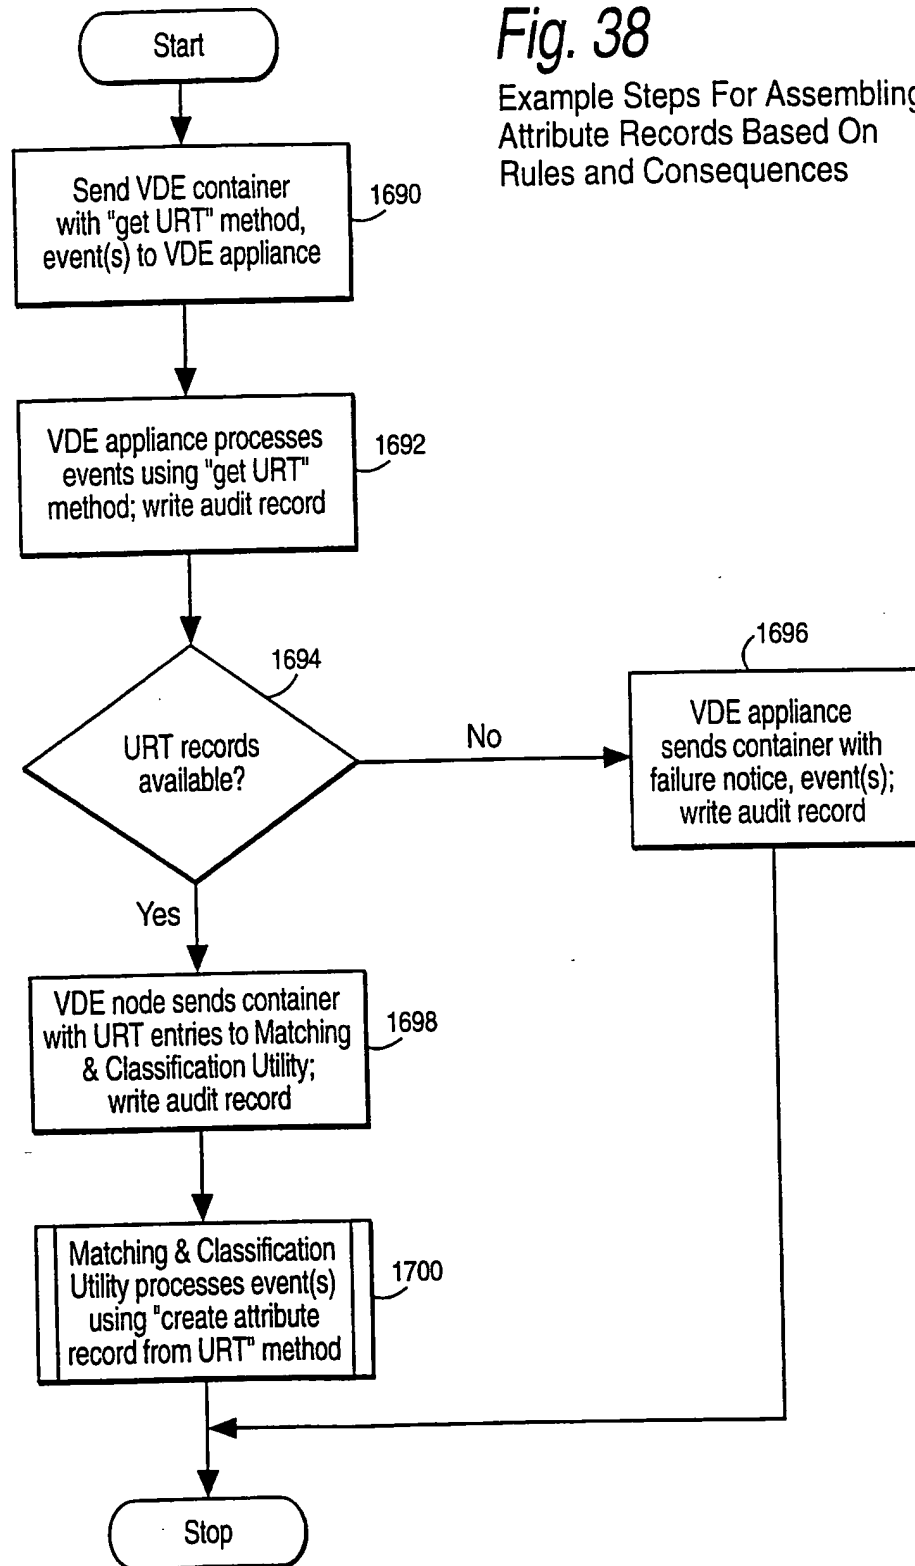 Fig. 38
Example Steps For Assembling
Attribute Records Based On
Rules and Consequences
Start
Send VDE container
with "get URT" method,
event(s) to VDE appliance
1690
VDE appliance processes
events using "get URT"
method; write audit record
1692
URT records
available?
1694
No
VDE appliance
sends container with
failure notice, event(s);
write audit record
1696
Yes
VDE node sends container
with URT entries to Matching
& Classification Utility;
write audit record
1698
Matching & Classification
Utility processes event(s)
using "create attribute
record from URT" method
1700
Stop